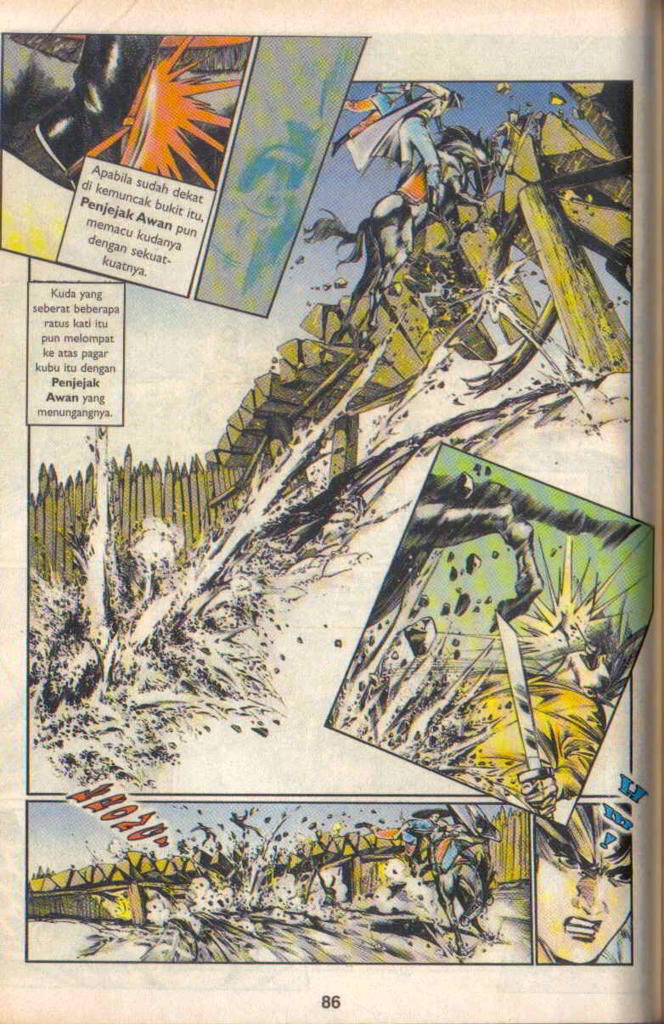 Apabila sudah dekat
di kemuncak bukit itu,
Penjejak Awan pun
memacu kudanya
dengan sekuat-
kuatnya.
Kuda yang
seberat beberapa
ratus kati itu
pun melompat
ke atas pagar
kubu itu dengan
Penjejak
Awan yang
menungangnya.
86